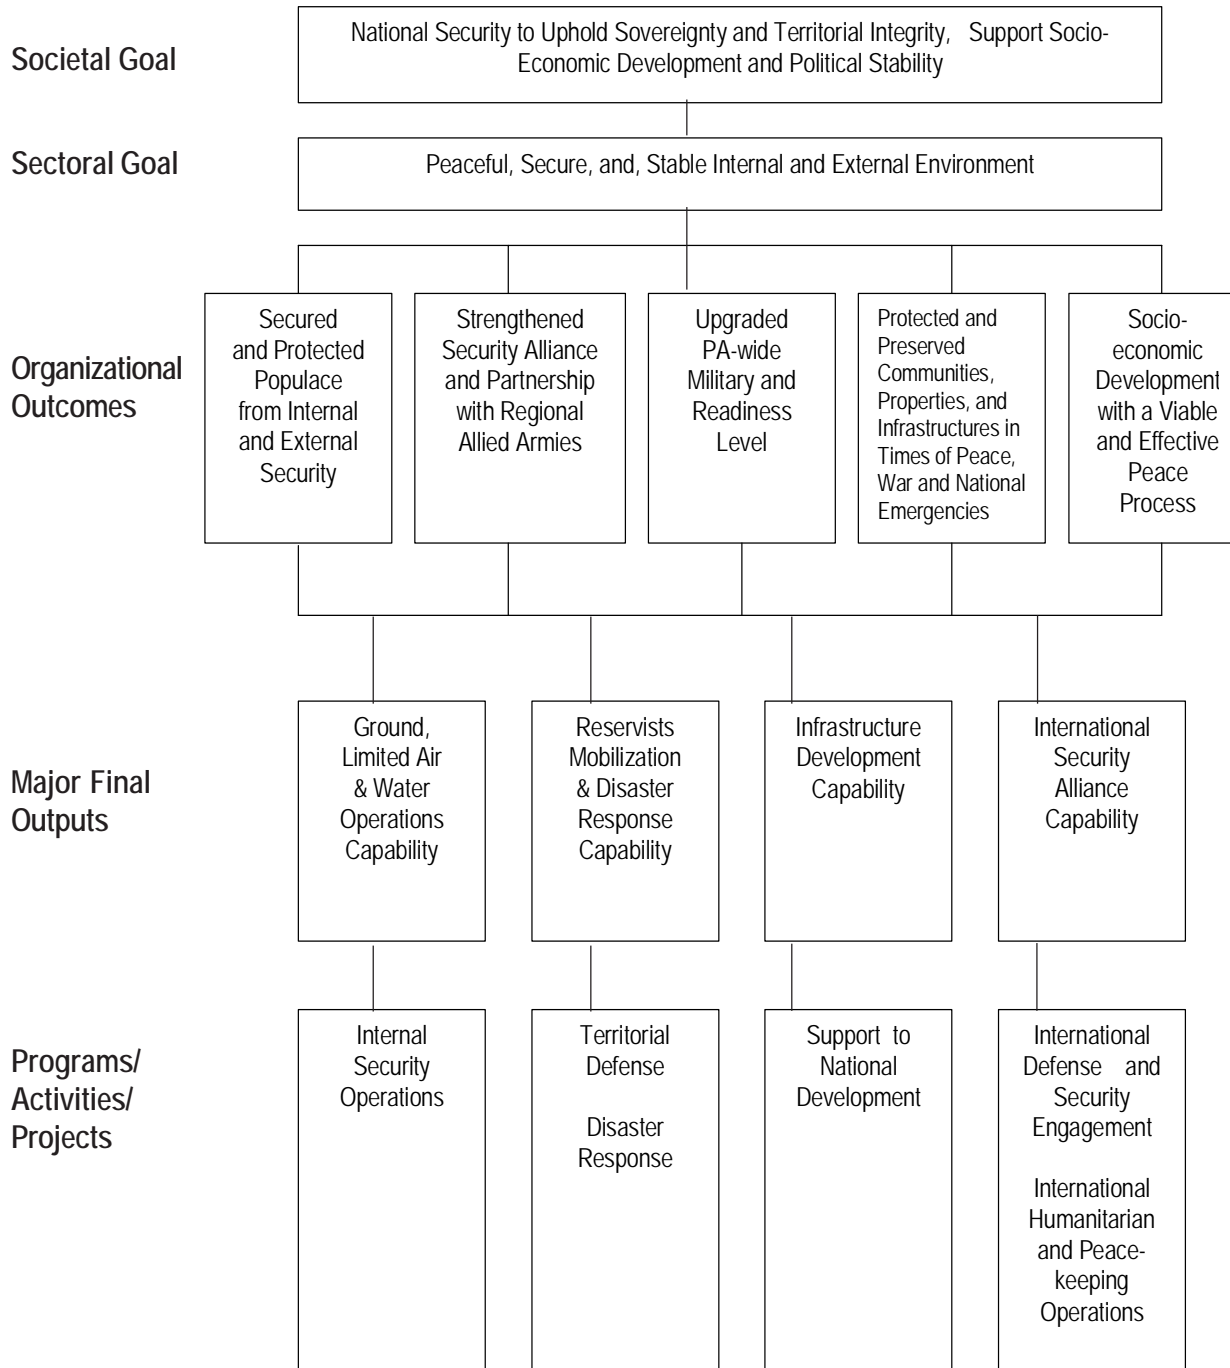 Societal Goal
National Security to Uphold Sovereignty and Territorial Integrity, Support Socio-
Economic Development and Political Stability
Sectoral Goal
Peaceful, Secure, and, Stable Internal and External Environment
Organizational
Outcomes
Secured
and Protected
Populace
from Internal
and External
Security
Strengthened
Security Alliance
and Partnership
with Regional
Allied Armies
Upgraded
PA-wide
Military and
Readiness
Level
Protected and
Preserved
Communities,
Properties, and
Infrastructures in
Times of Peace,
War and National
Emergencies
Socio-
economic
Development
with a Viable
and Effective
Peace
Process
Major Final
Outputs
Ground,
Limited Air
& Water
Operations
Capability
Reservists
Mobilization
& Disaster
Response
Capability
Infrastructure
Development
Capability
International
Security
Alliance
Capability
Programs/
Activities/
Projects
Internal
Security
Operations
Territorial
Defense
Disaster
Response
Support to
National
Development
International
Defense and
Security
Engagement
International
Humanitarian
and Peace-
keeping
Operations